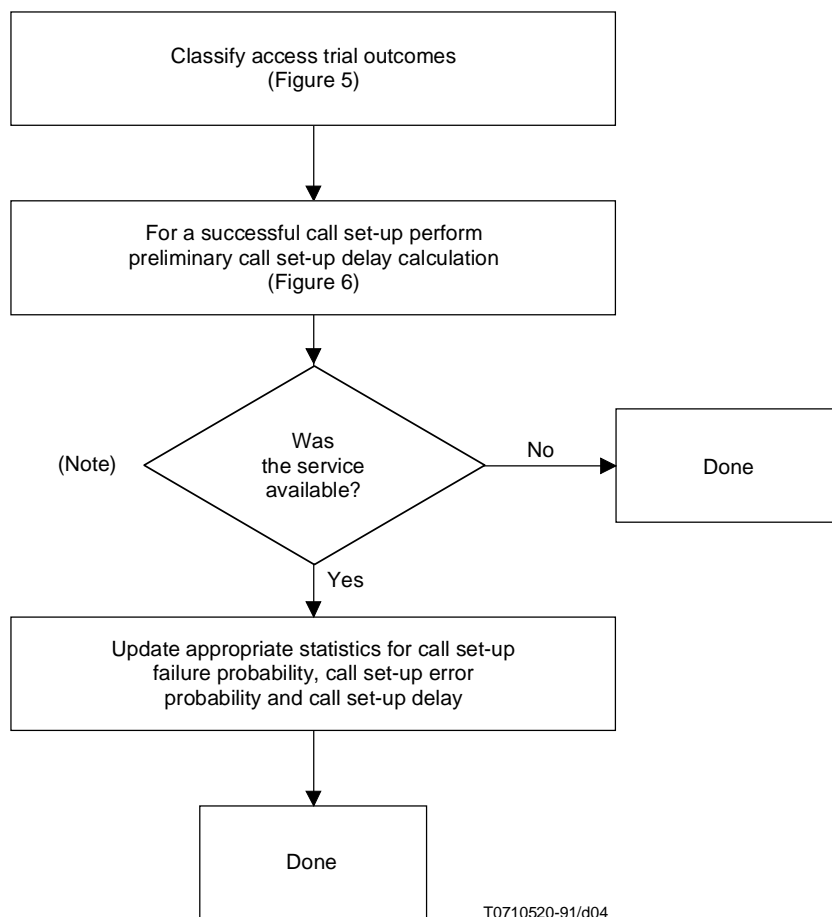 Classify access trial outcomes
(Figure 5)
For a successful call set-up perform
preliminary call set-up delay calculation
(Figure 6)
(Note)
Was
the service
available?
No
Done
Yes
Update appropriate statistics for call set-up
failure probability, call set-up error
probability and call set-up delay
Done
T0710520-91/d04